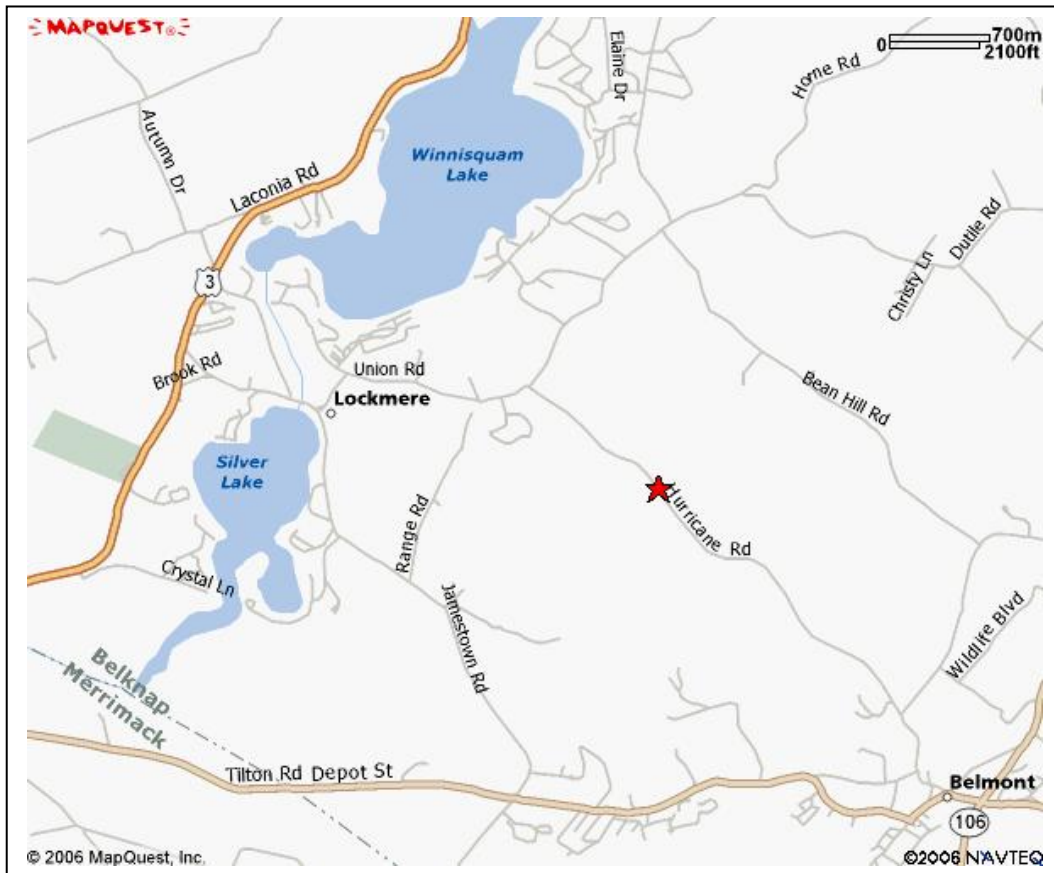 MAPQUEST®
0 700m
2100ft
Elaine Dr
Home Rd
Autumn Dr
Winnisquam
Lake
Laconia Rd
Dutile Rd
Christy Ln
3
Brook Rd
Union Rd
Lockmere
Bean Hill Rd
Silver
Lake
Hurricane Rd
Range Rd
Crystal Ln
Jamestown Rd
Wildlife Blvd
Belknap
Merrimack
Tilton Rd Depot St
Belmont
106
© 2006 MapQuest, Inc.
©2006 NAVTEQ